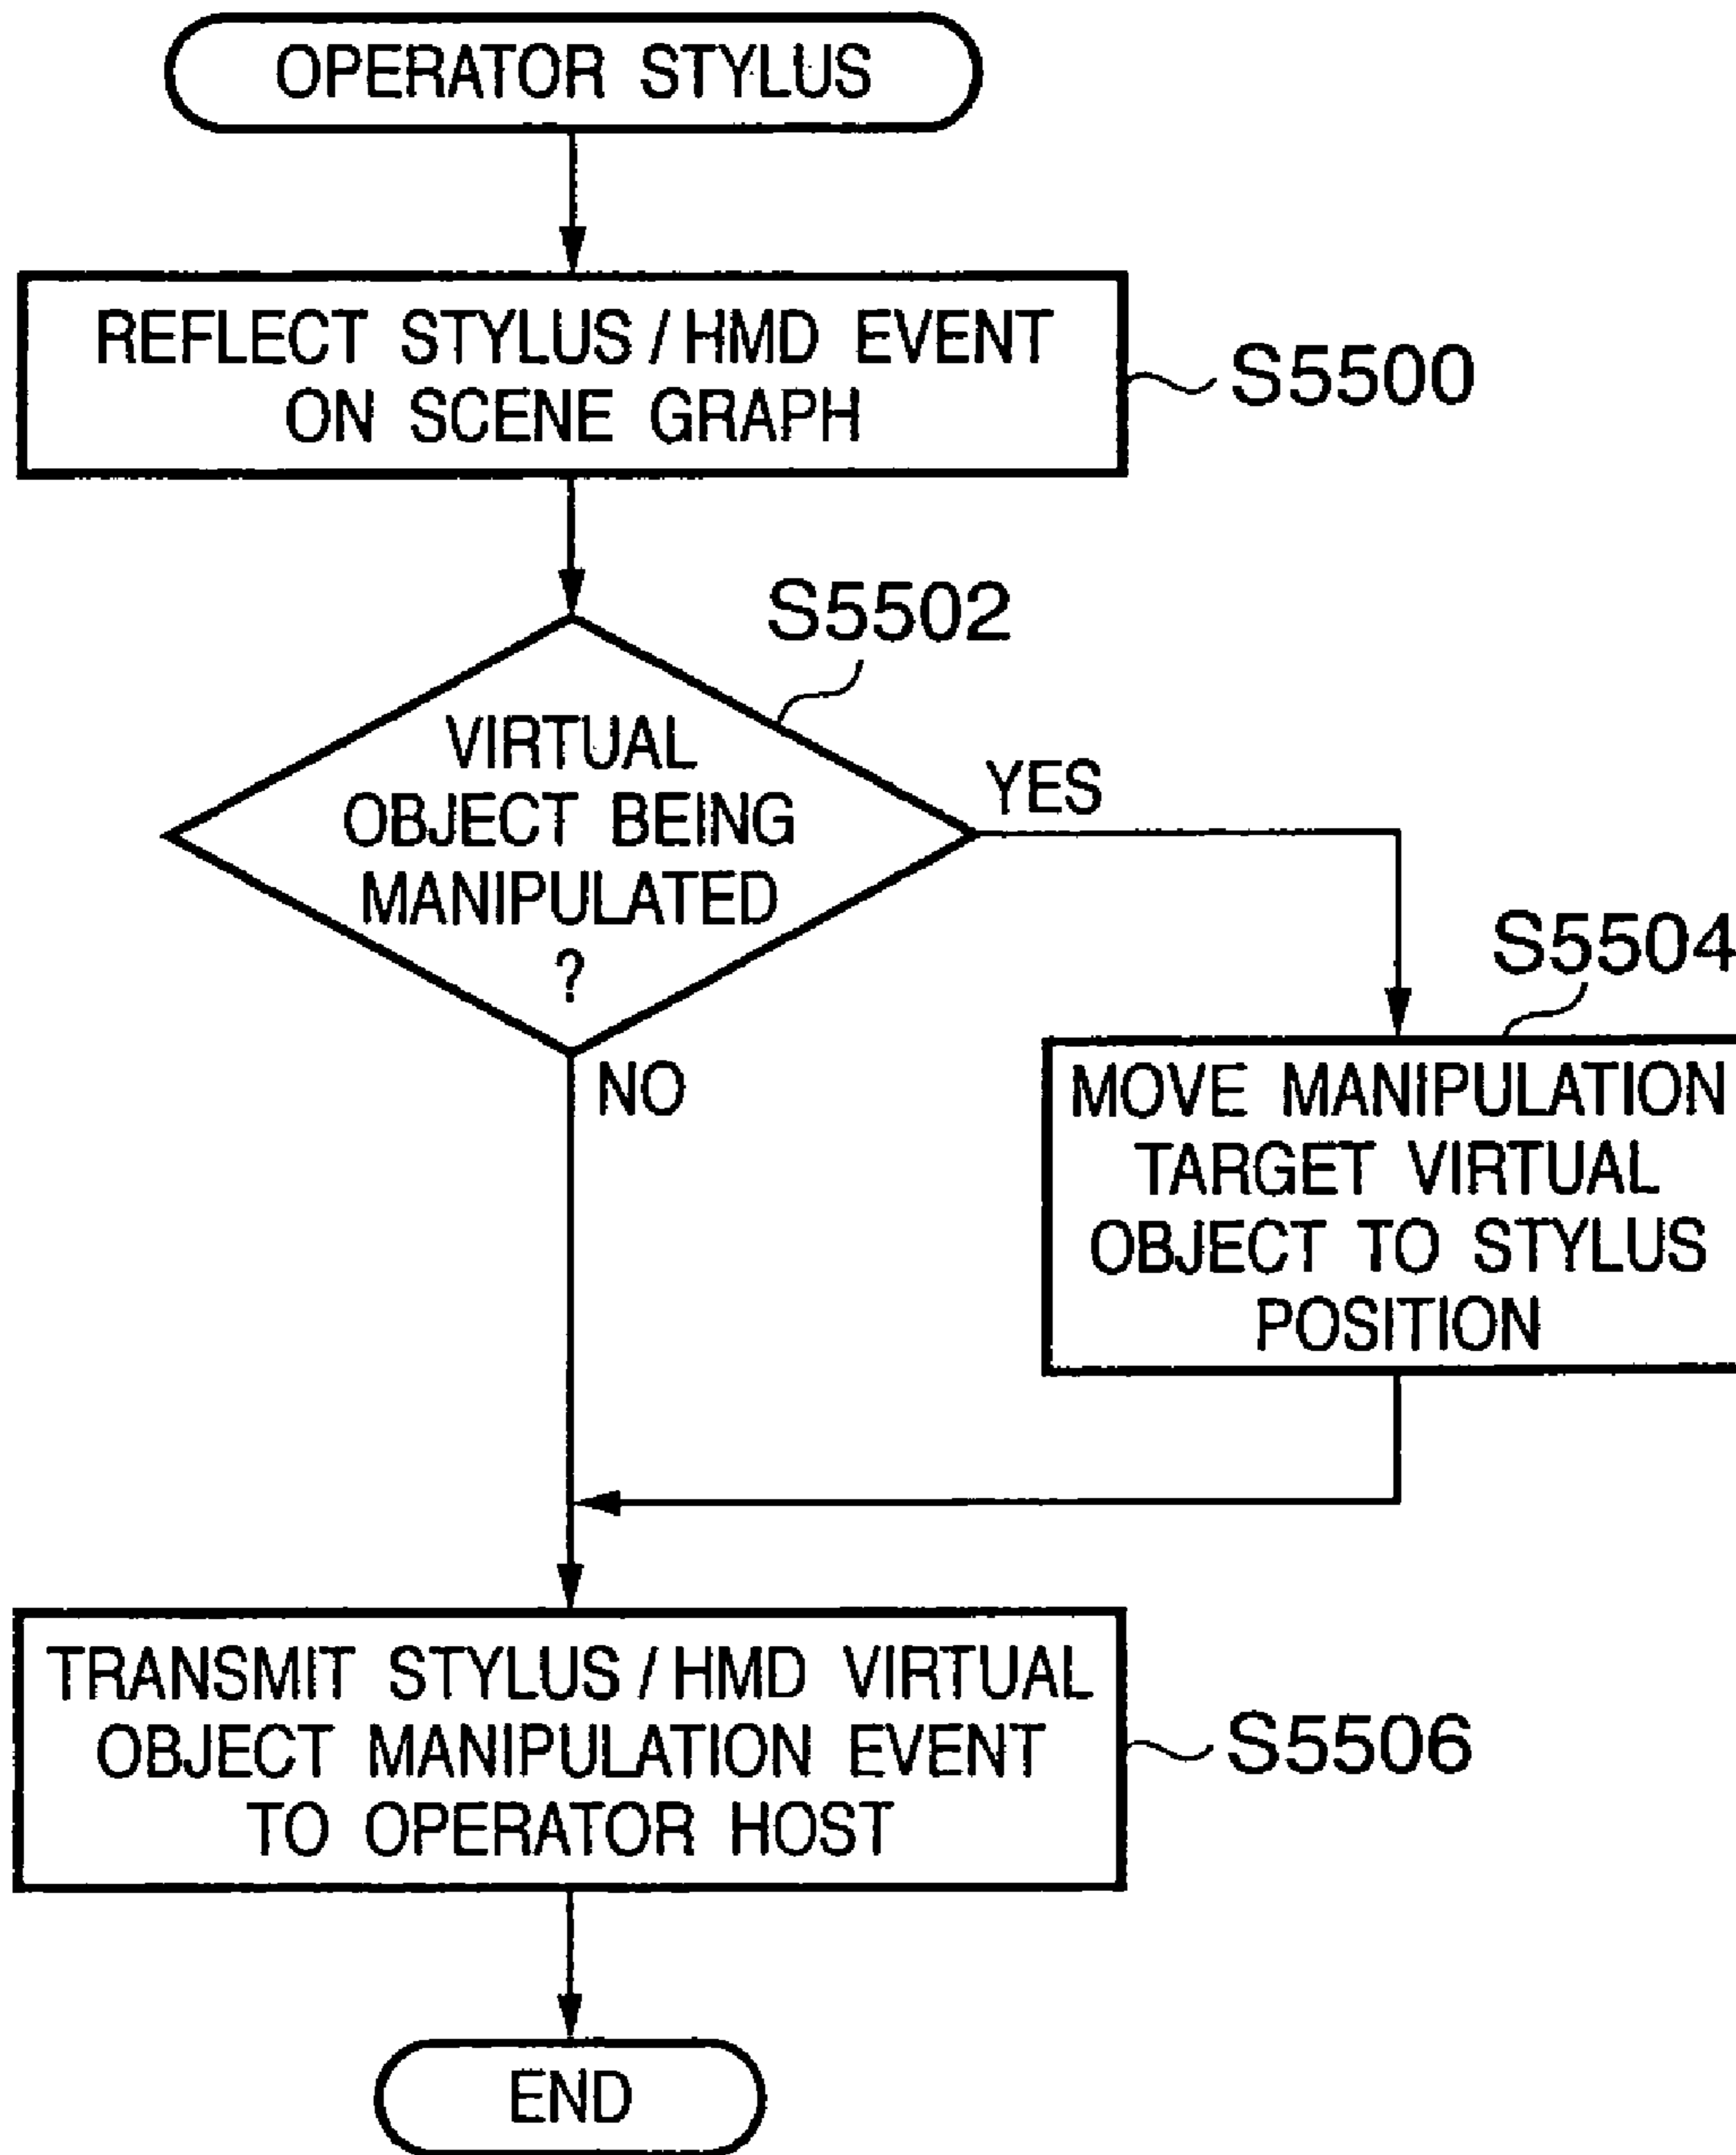 OPERATOR STYLUS
REFLECT STYLUS / HMD EVENT
ON SCENE GRAPH
S5500
S5502
VIRTUAL
OBJECT BEING
MANIPULATED
?
YES
NO
S5504
MOVE MANIPULATION
TARGET VIRTUAL
OBJECT TO STYLUS
POSITION
TRANSMIT STYLUS / HMD VIRTUAL
OBJECT MANIPULATION EVENT
TO OPERATOR HOST
S5506
END